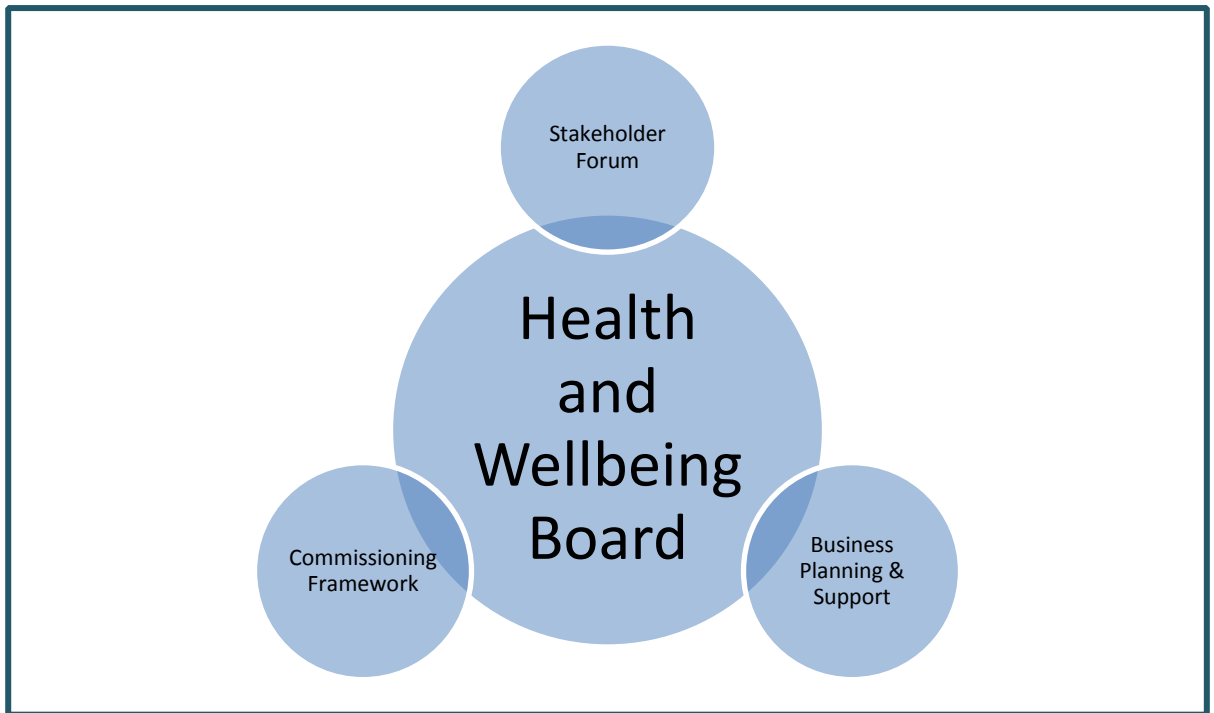 Stakeholder
Forum
Health
and
Wellbeing
Board
Commissioning
Framework
Business
Planning &
Support